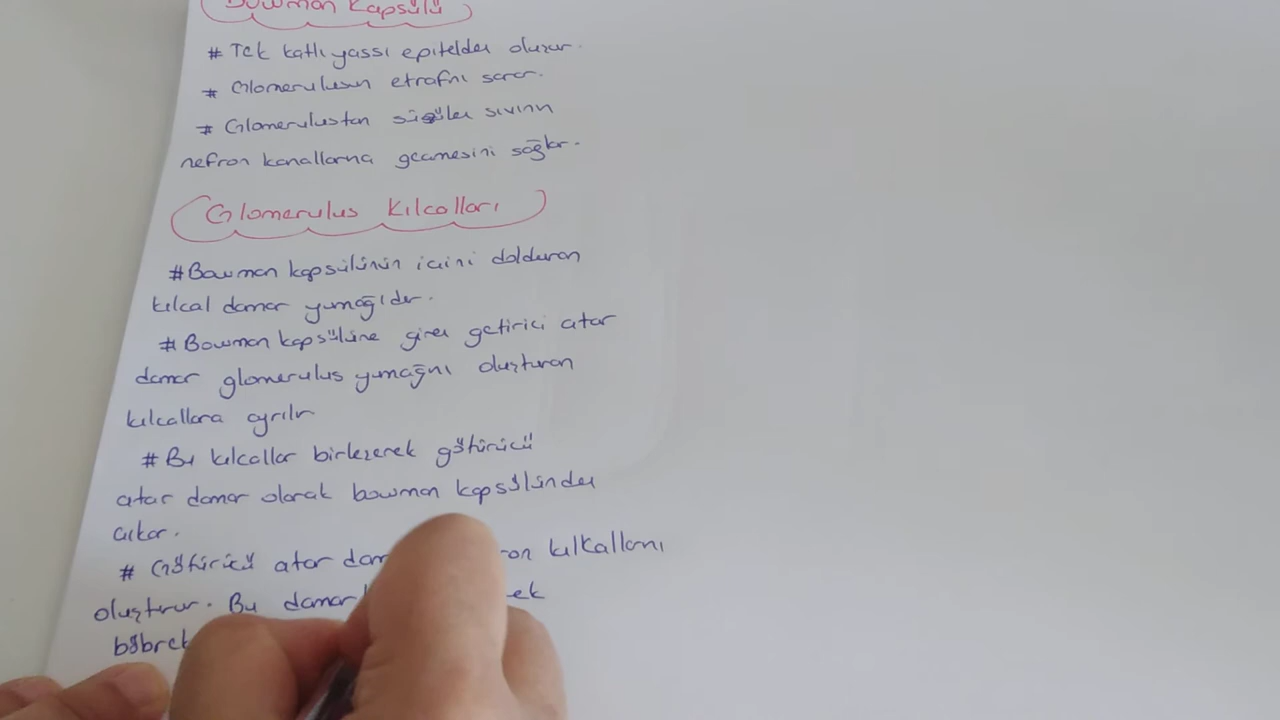 Bowman Kapsülü
# Tek katlı yassı epitelden oluşur.
# Glomerulusun etrafını sarar.
# Glomerulustan süzülen sıvının
nefron kanallarına geçmesini sağlar.
Glomerulus Kılcalları
# Bowman kapsülünün içini dolduran
kılcal damar yumağıdır.
# Bowman kapsülüne giren getirici atar
damar glomerulus yumağını oluşturan
kılcallara ayrılır
# Bu kılcallar birleşerek götürücü
atar damar olarak bowman kapsülünden
çıkar.
# Götürücü atar kılkallarını
oluşturur. Bu damar
böbrek